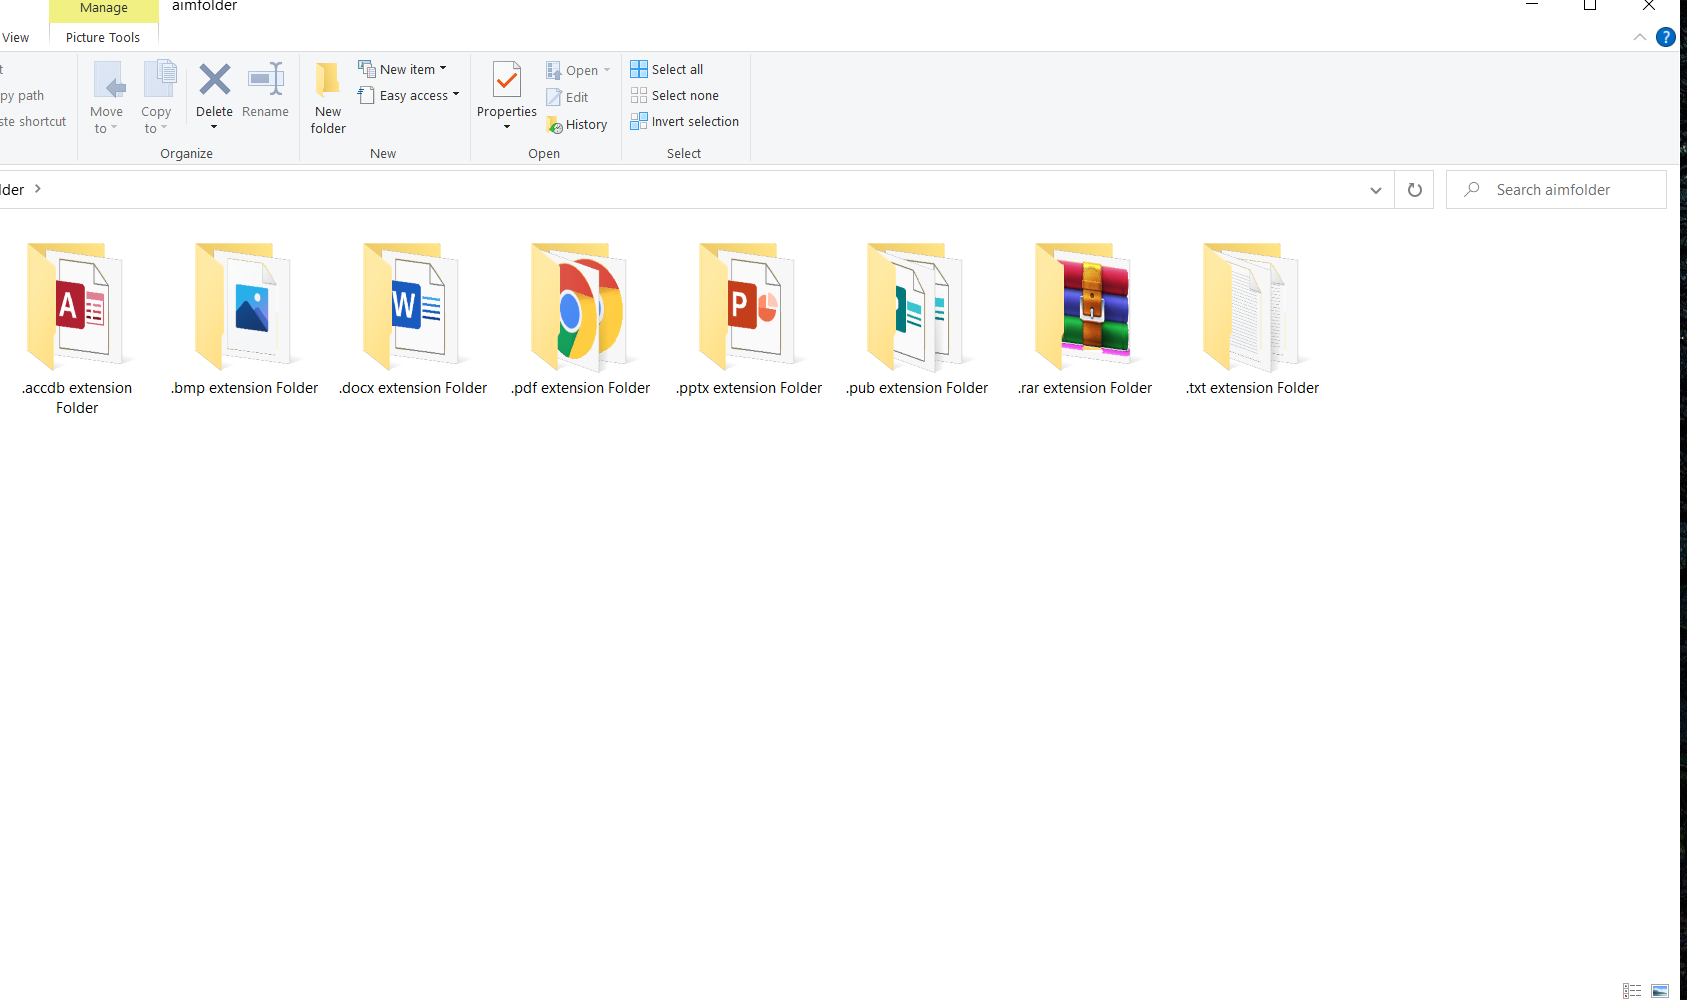 Manage
aimfolder
View
Picture Tools
t
py path
ste shortcut
Move
to
Copy
to
Delete
Rename
Organize
New
folder
New item
Easy access
New
Properties
Open
Edit
History
Open
Select all
Select none
Invert selection
Select
?
lder
Search aimfolder
A
W
P
P
.accdb extension
Folder
.bmp extension Folder
.docx extension Folder
.pdf extension Folder
.pptx extension Folder
.pub extension Folder
.rar extension Folder
.txt extension Folder